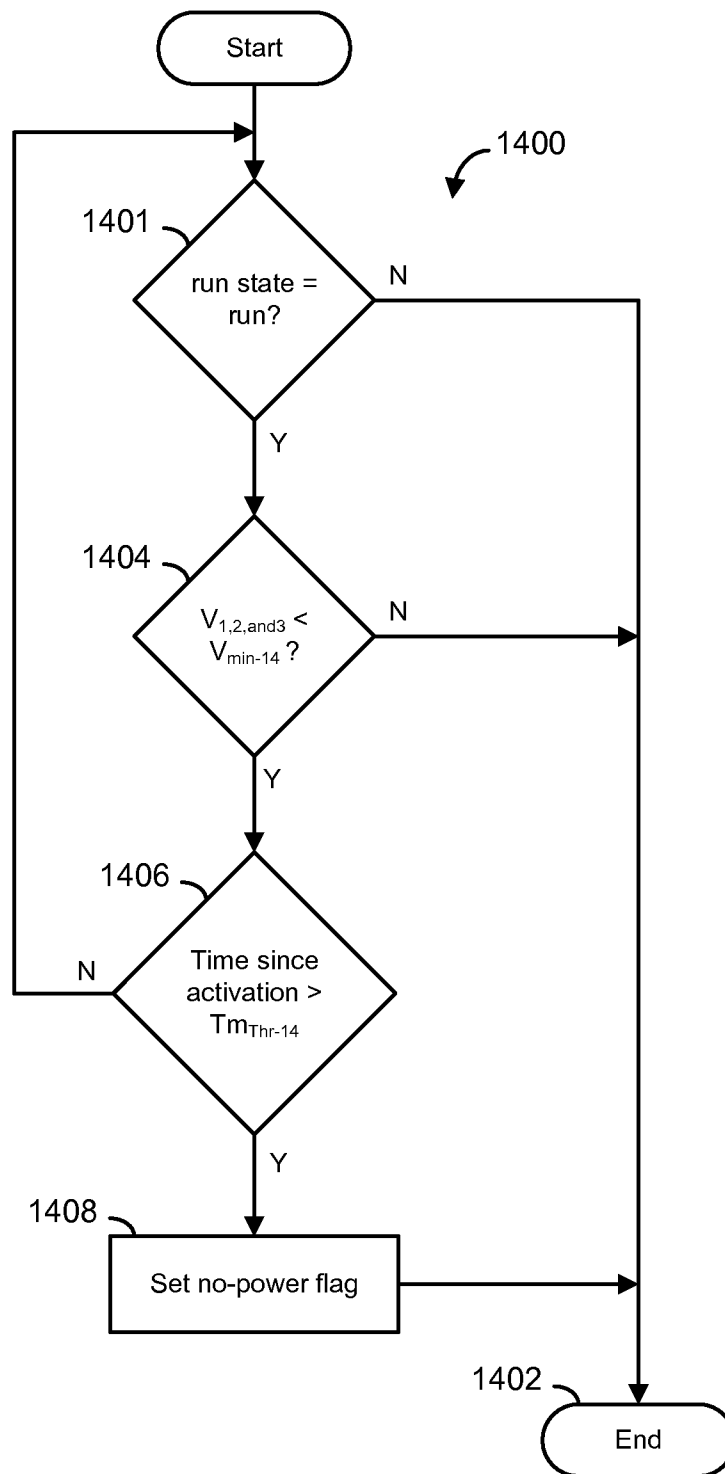 Start
1400
1401
run state =
run?
N
Y
1404
V1,2,and3 <
Vmin-14 ?
N
Y
1406
Time since
activation >
TmThr-14
N
Y
1408
Set no-power flag
1402
End